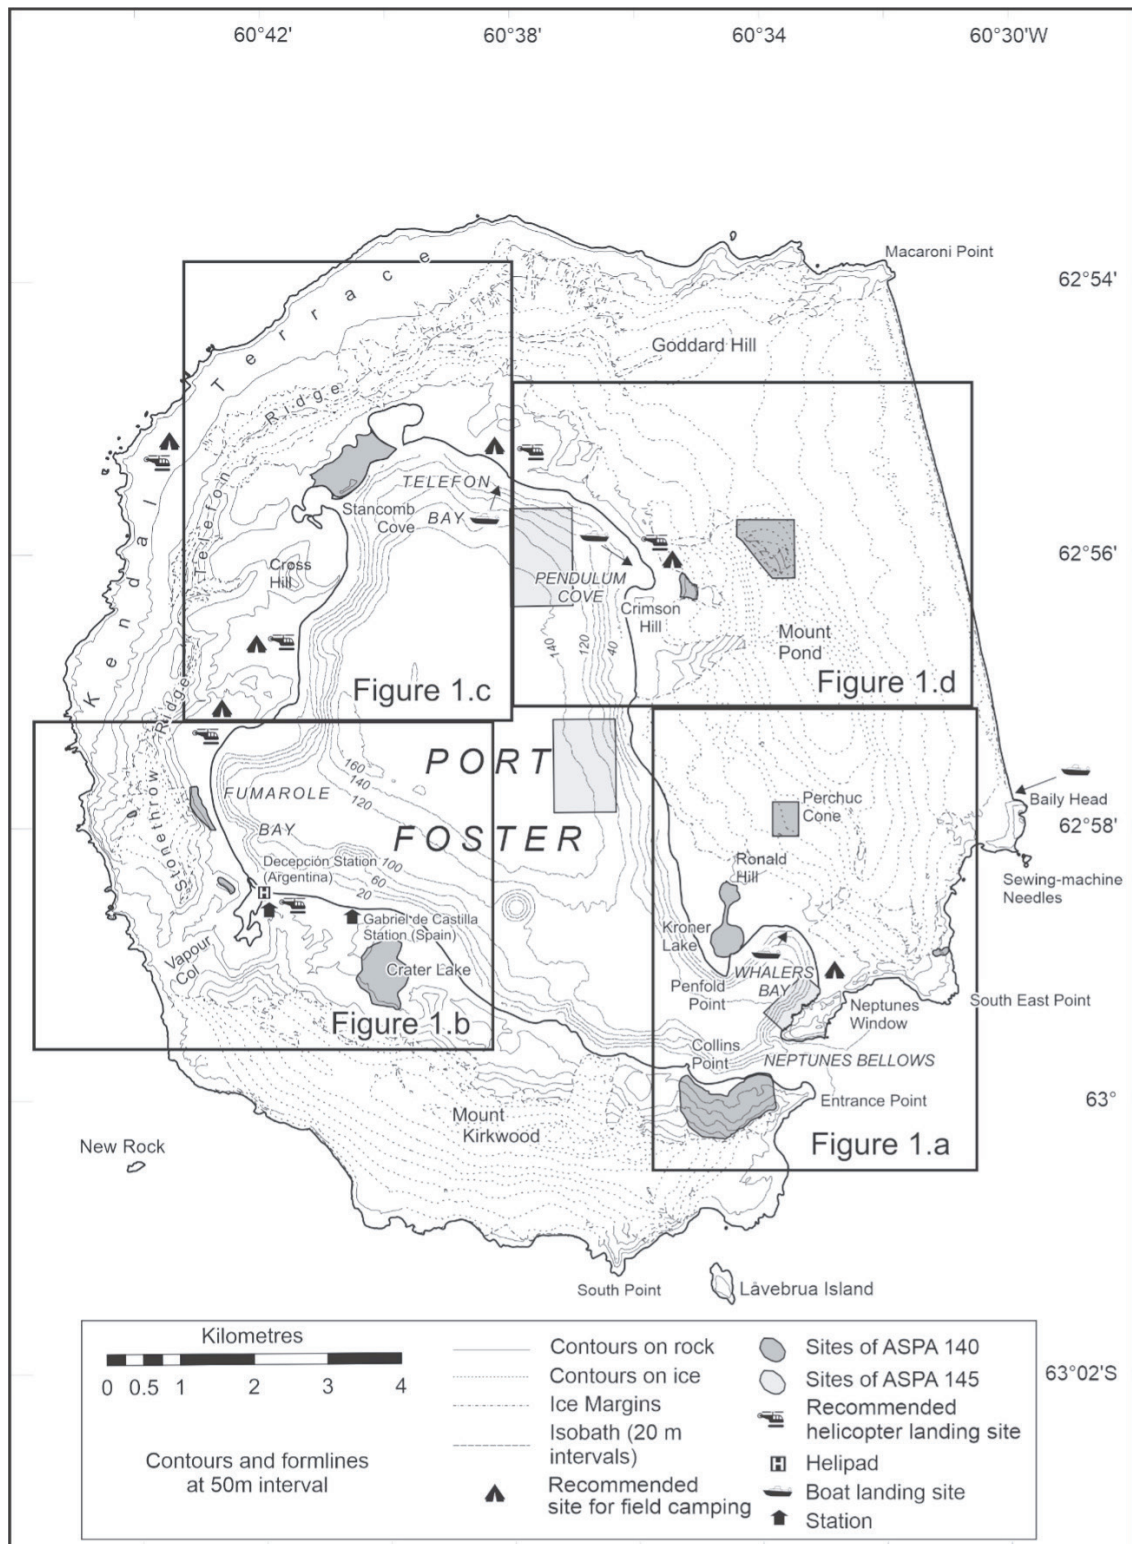 60°42'
60°38'
60°34
60°30'W
Macaroni Point
62°54'
Goddard Hill
Kendall Terrace
Telefon Ridge
TELEFON
BAY
Stancomb
Cove
62°56'
Cross
Hill
PENDULUM
COVE
Crimson
Hill
140
120
40
Mount
Pond
Figure 1.c
Figure 1.d
Stonethrow Ridge
PORT
FOSTER
160
140
120
FUMAROLE
BAY
100
60
20
Baily Head
62°58'
Perchuc
Cone
Ronald
Hill
Sewing-machine
Needles
Decepción Station
(Argentina)
Gabriel de Castilla
Station (Spain)
Kroner
Lake
Vapour
Col
Crater Lake
WHALERS
BAY
Penfold
Point
Neptunes
Window
South East Point
Figure 1.b
Collins
Point
NEPTUNES BELLOWS
63°
Entrance Point
Mount
Kirkwood
New Rock
Figure 1.a
South Point
Låvebrua Island
Kilometres
0 0.5 1 2 3 4
Contours and formlines
at 50m interval
Contours on rock
Contours on ice
Ice Margins
Isobath (20 m
intervals)
Recommended
site for field camping
Sites of ASPA 140
Sites of ASPA 145
Recommended
helicopter landing site
H Helipad
Boat landing site
Station
63°02'S
H